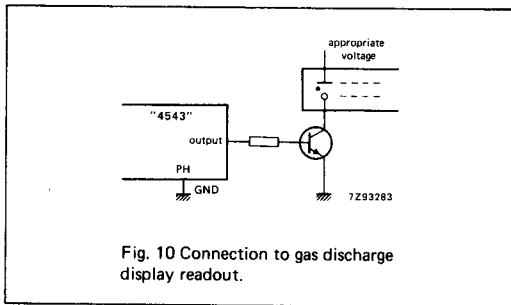 appropriate
voltage
"4543"
output
PH
GND
7Z93283
Fig. 10 Connection to gas discharge
display readout.